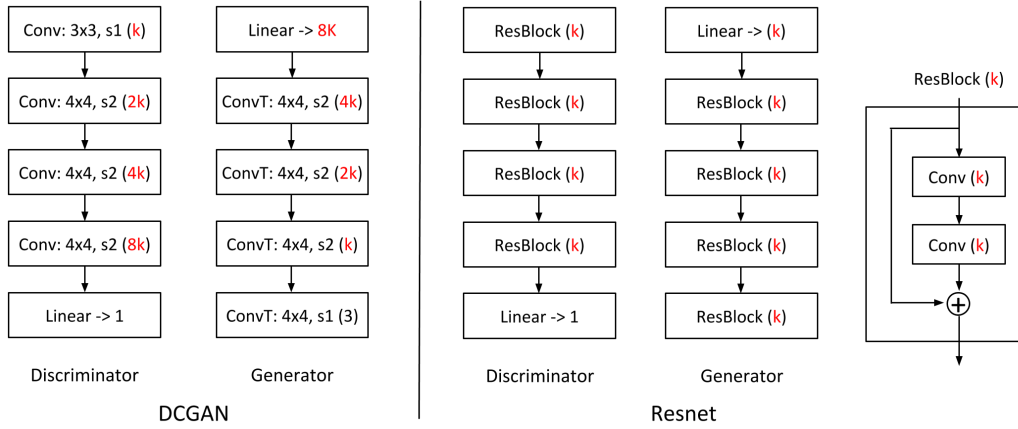 Conv: 3x3, s1 (k)
Conv: 4x4, s2 (2k)
Conv: 4x4, s2 (4k)
Conv: 4x4, s2 (8k)
Linear -> 1
Discriminator
Linear -> 8K
ConvT: 4x4, s2 (4k)
ConvT: 4x4, s2 (2k)
ConvT: 4x4, s2 (k)
ConvT: 4x4, s1 (3)
Generator
DCGAN
ResBlock (k)
ResBlock (k)
ResBlock (k)
ResBlock (k)
Linear -> 1
Discriminator
Linear -> (k)
ResBlock (k)
ResBlock (k)
ResBlock (k)
ResBlock (k)
Generator
Resnet
ResBlock (k)
Conv (k)
Conv (k)
+